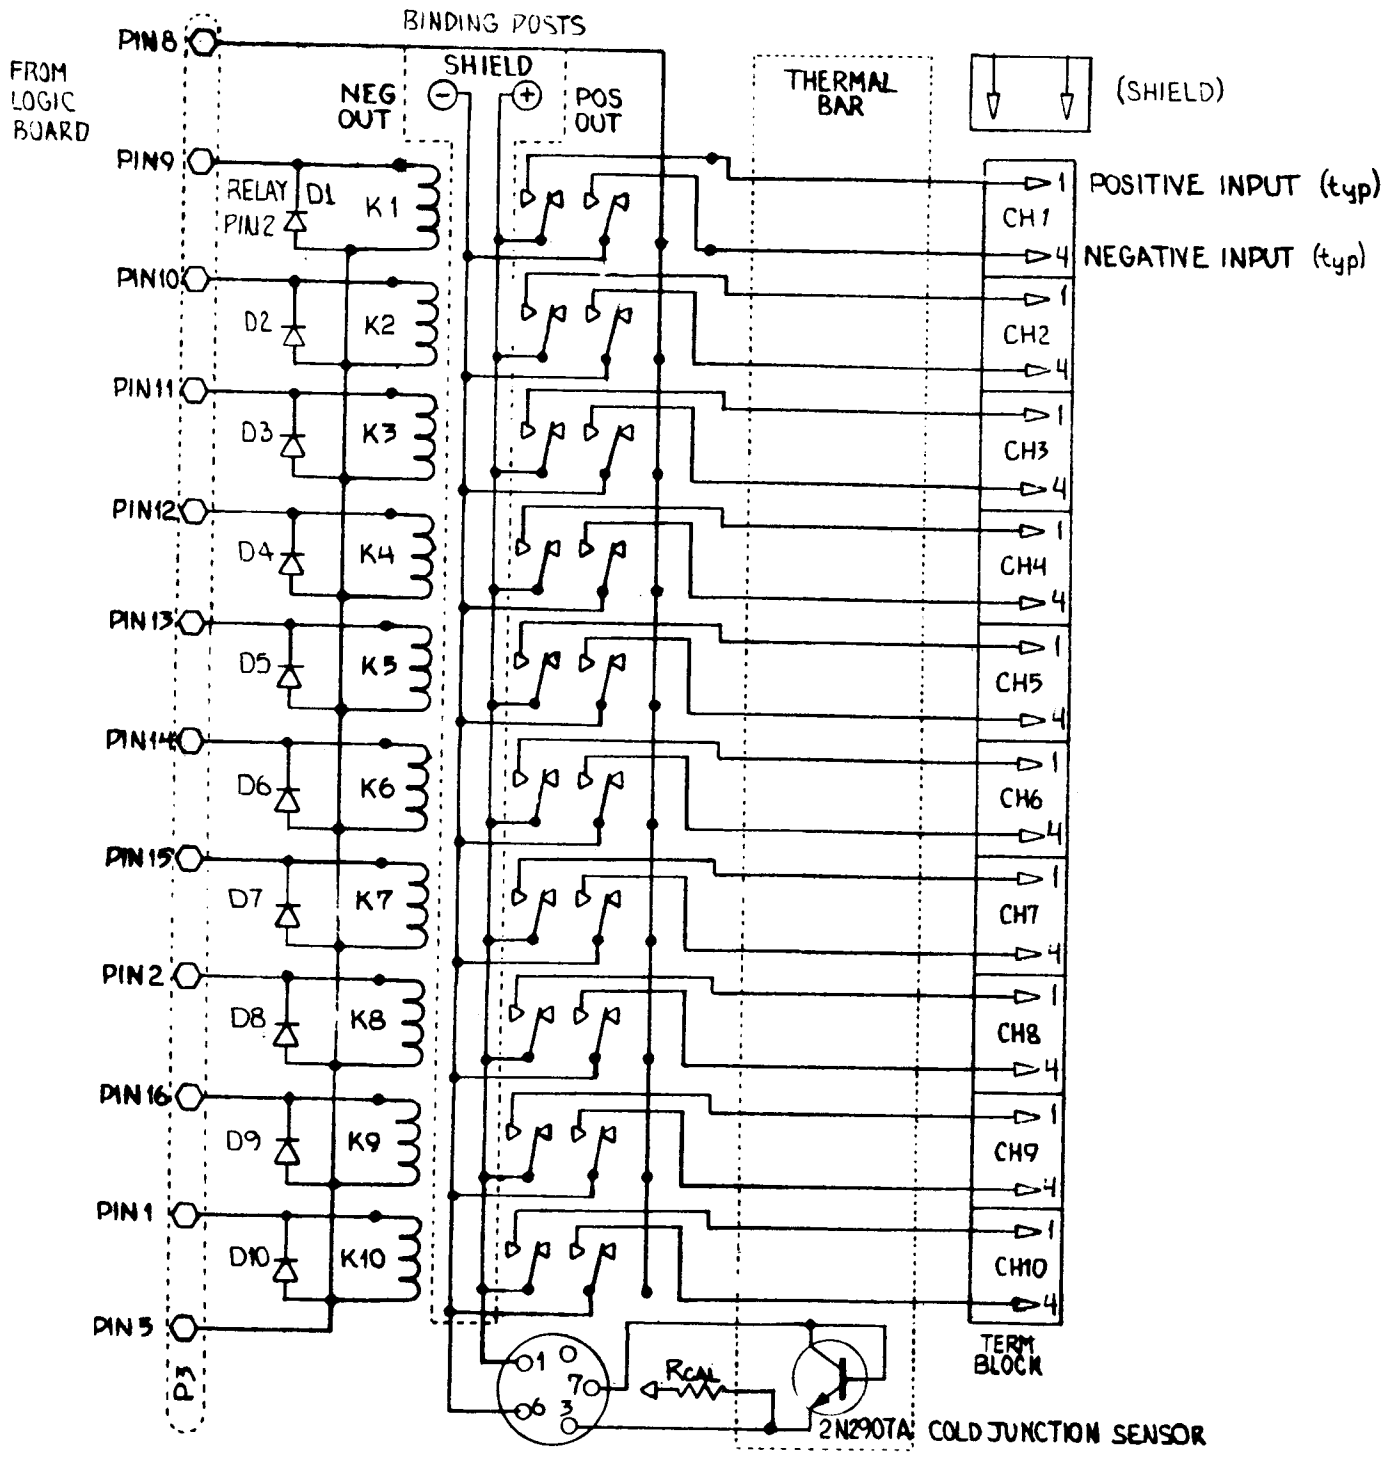 BINDING POSTS
PIN8
SHIELD
FROM
LOGIC
BOARD
NEG
OUT
− +
POS
OUT
THERMAL
BAR
(SHIELD)
PIN9
RELAY D1
PIN2
K1
1 POSITIVE INPUT (typ)
CH1
4 NEGATIVE INPUT (typ)
PIN10
D2
K2
1
CH2
4
PIN11
D3
K3
1
CH3
4
PIN12
D4
K4
1
CH4
4
PIN13
D5
K5
1
CH5
4
PIN14
D6
K6
1
CH6
4
PIN15
D7
K7
1
CH7
4
PIN2
D8
K8
1
CH8
4
PIN16
D9
K9
1
CH9
4
PIN1
D10
K10
1
CH10
4
PIN5
P3
1
7
6
3
RCAL
TERM
BLOCK
2N2907A COLD JUNCTION SENSOR